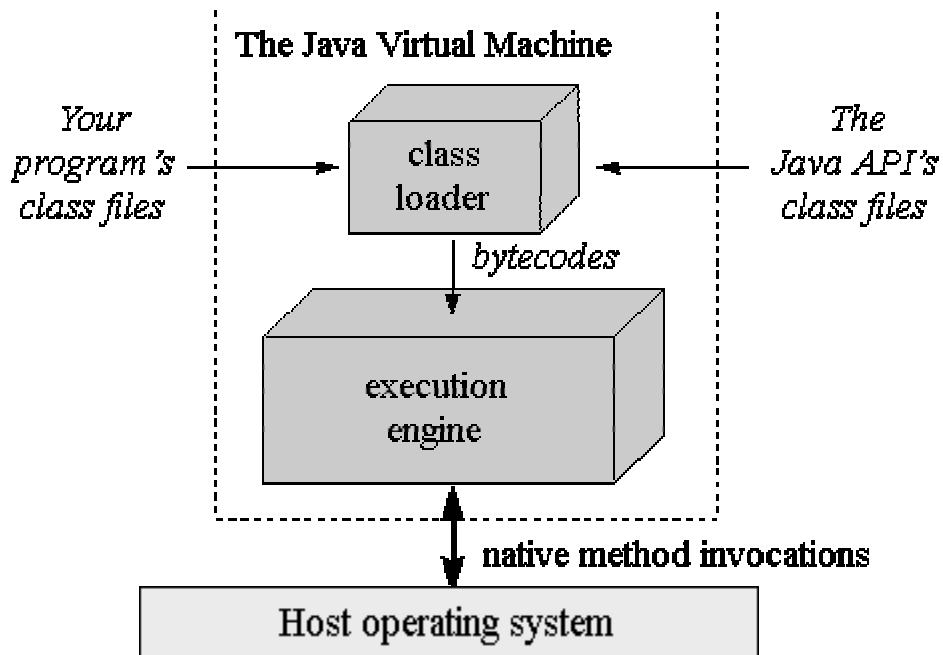 The Java Virtual Machine
Your
program's
class files
class
loader
The
Java API's
class files
bytecodes
execution
engine
native method invocations
Host operating system